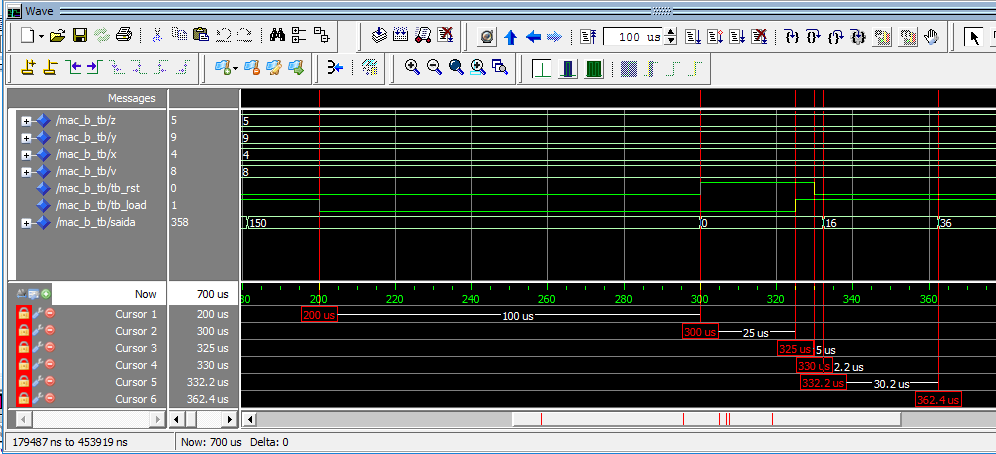 Wave
100 us
Messages
/mac_b_tb/z 5 5
/mac_b_tb/y 9 9
/mac_b_tb/x 4 4
/mac_b_tb/v 8 8
/mac_b_tb/tb_rst 0
/mac_b_tb/tb_load 1
/mac_b_tb/saida 358 150 0 16 36
Now 700 us 80 200 220 240 260 280 300 320 340 360
Cursor 1 200 us 200 us 100 us
Cursor 2 300 us 300 us 25 us
Cursor 3 325 us 325 us 5 us
Cursor 4 330 us 330 us 2.2 us
Cursor 5 332.2 us 332.2 us 30.2 us
Cursor 6 362.4 us 362.4 us
179487 ns to 453919 ns Now: 700 us Delta: 0